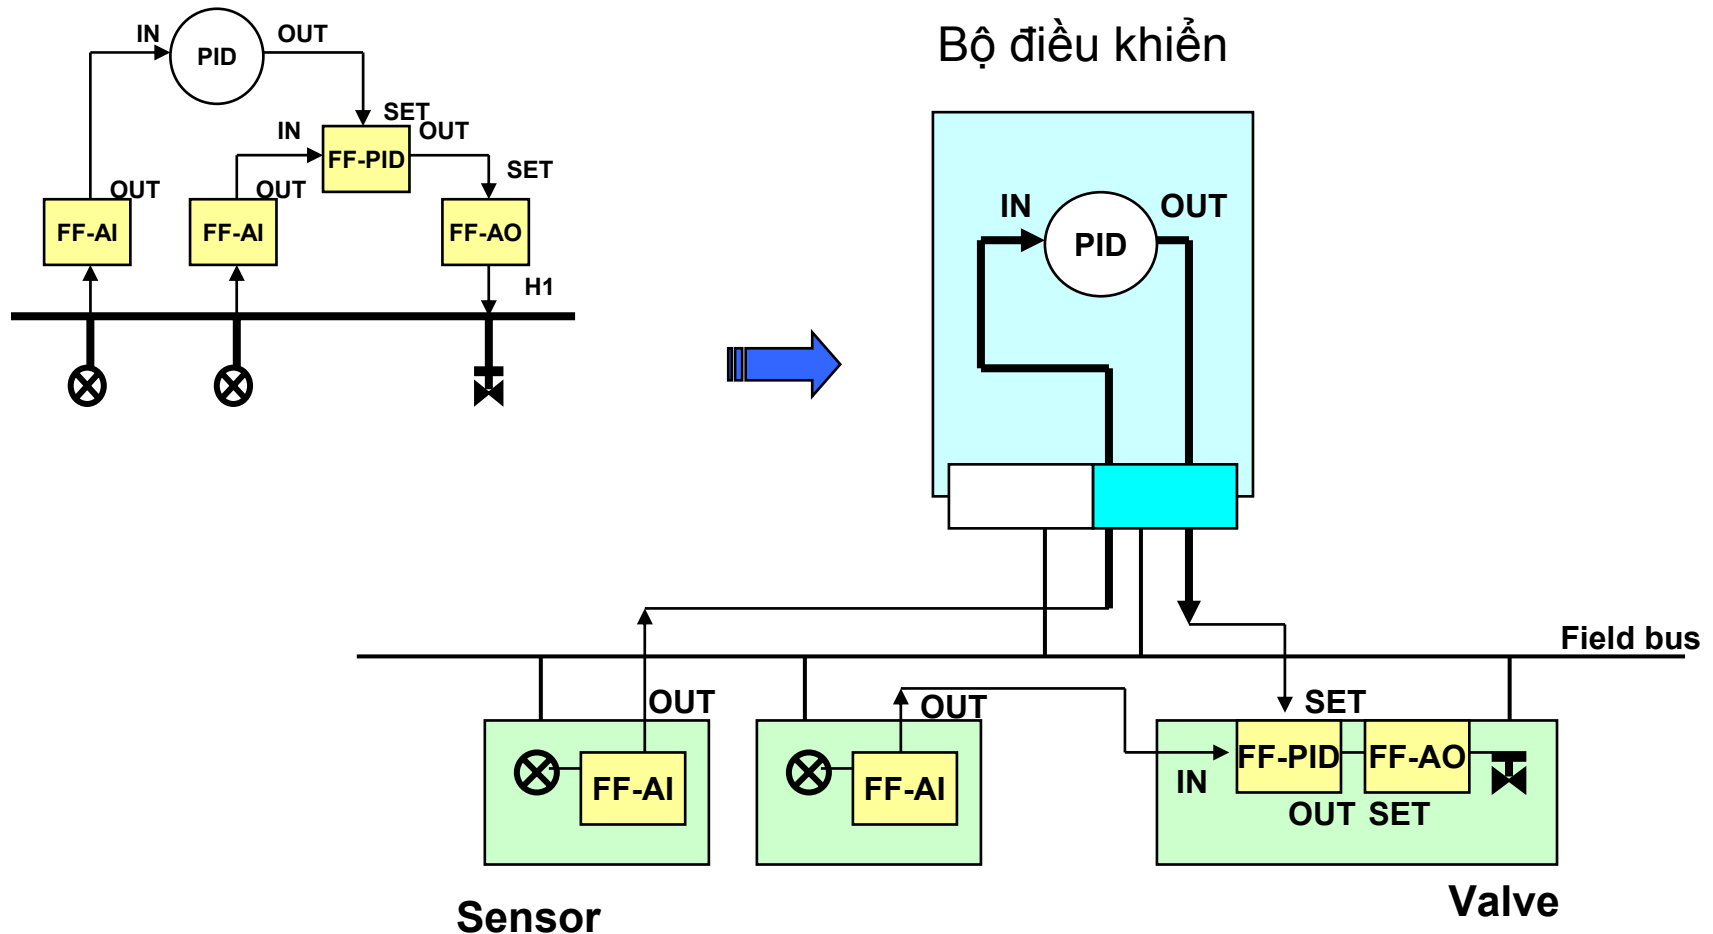 IN
OUT
PID
SET
IN
OUT
FF-PID
SET
OUT
OUT
FF-AI
FF-AI
FF-AO
H1
Bộ điều khiển
IN
OUT
PID
Field bus
OUT
OUT
SET
FF-AI
FF-AI
IN
FF-PID
FF-AO
OUT SET
Sensor
Valve